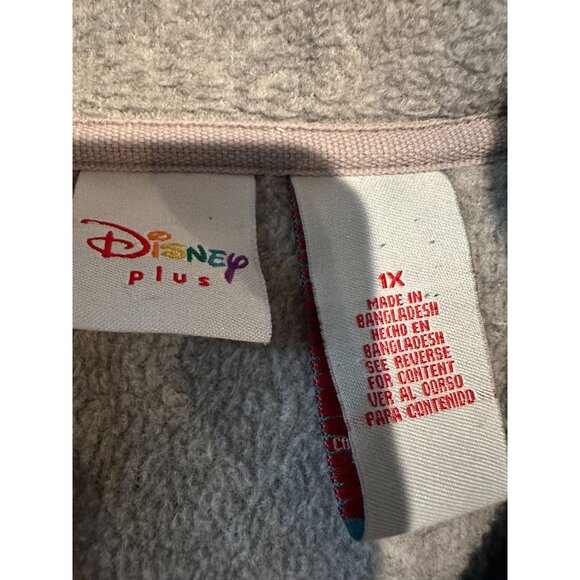 Disney
plus
1X
MADE IN
BANGLADESH
HECHO EN
BANGLADESH
SEE REVERSE
FOR CONTENT
VER AL DORSO
PARA CONTENIDO